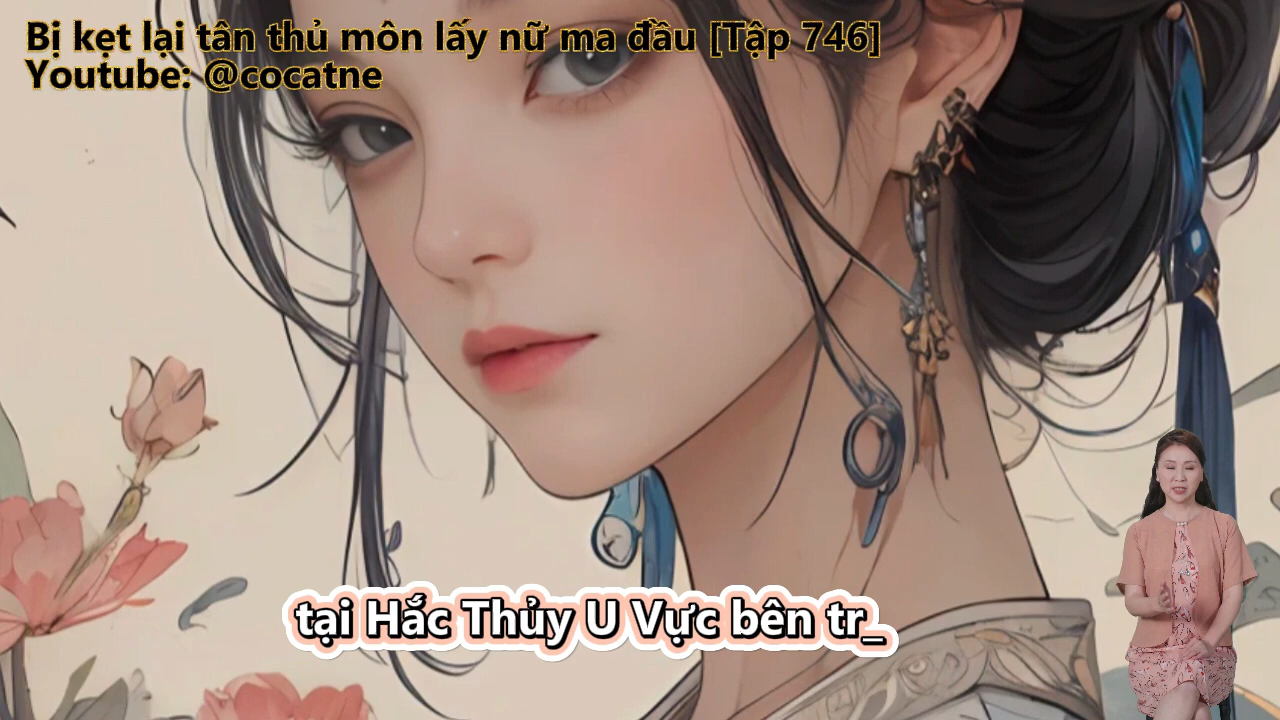 Bị kẹt lại tân thủ môn lấy nữ ma đầu [Tập 746]
Youtube: @cocatne
tại Hắc Thủy U Vực bên tr_